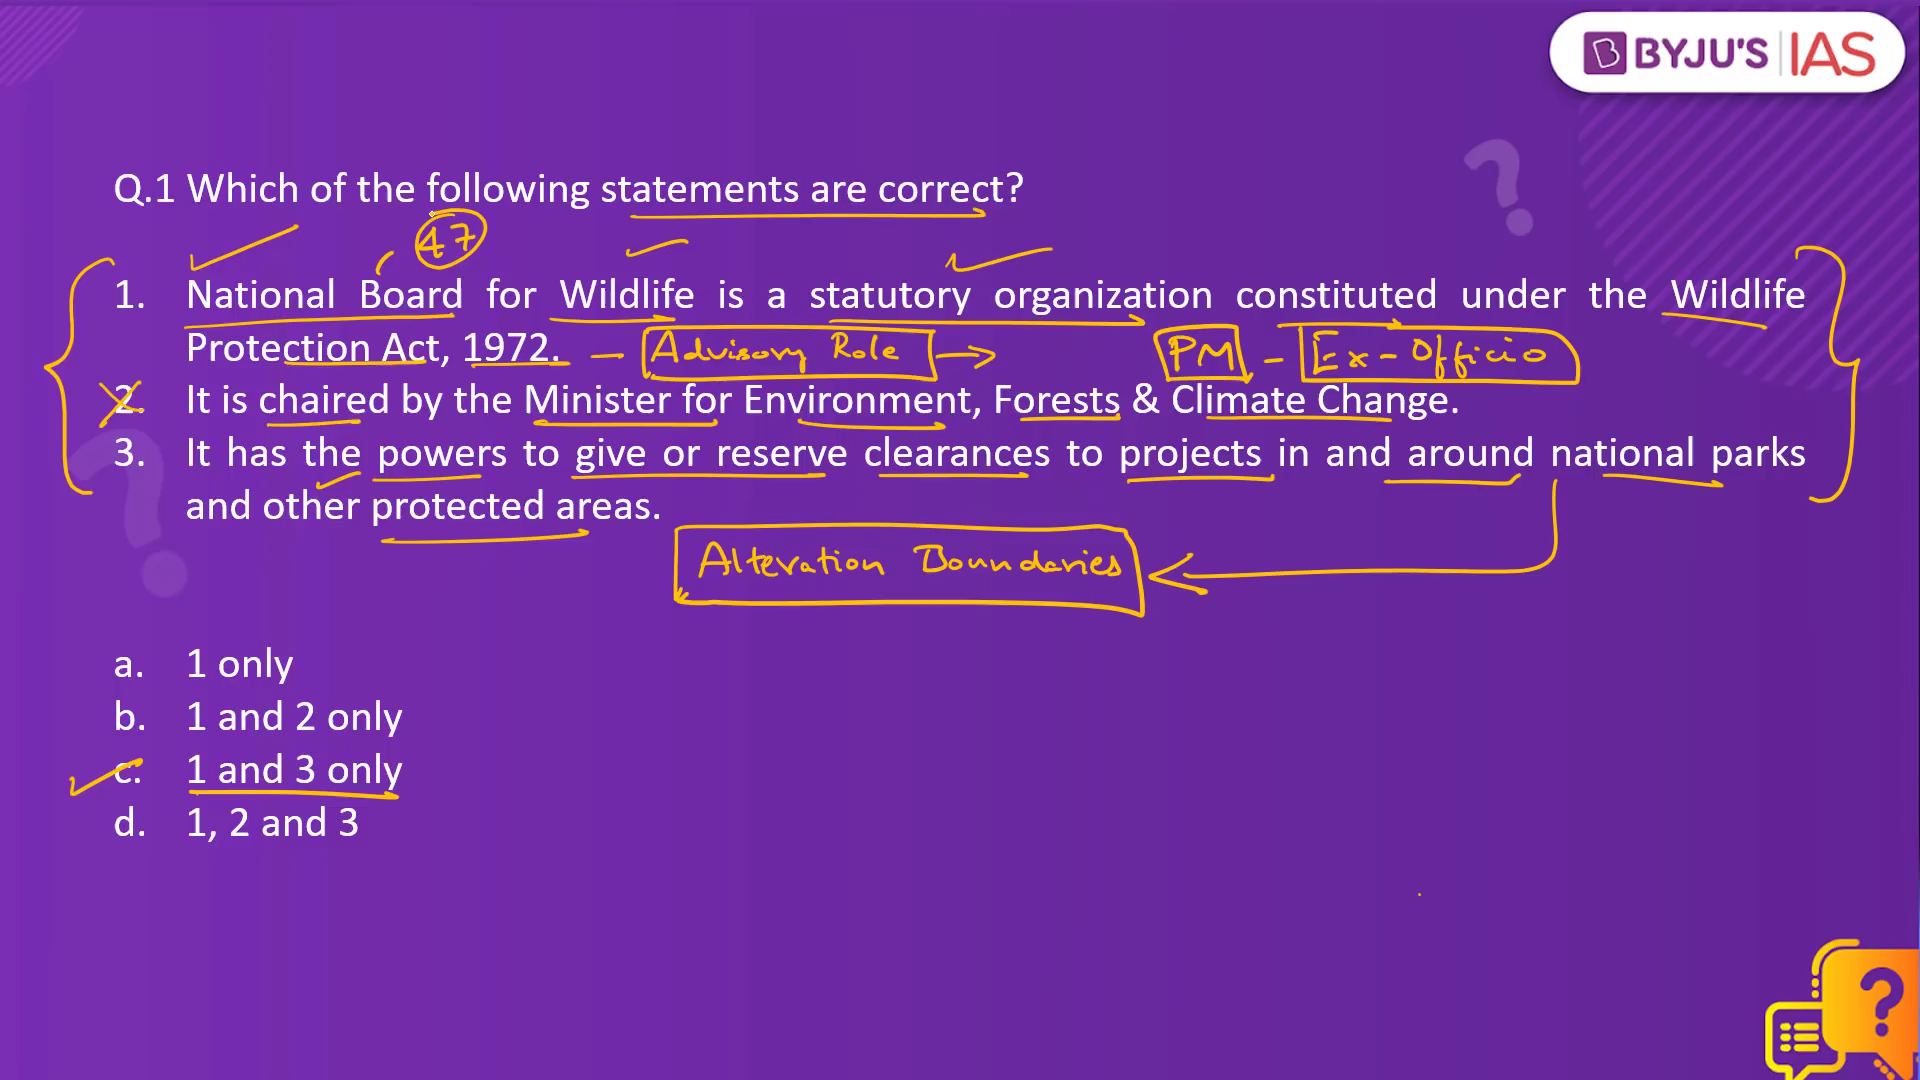 BYJU'S IAS
Q.1 Which of the following statements are correct?
47
1. National Board for Wildlife is a statutory organization constituted under the Wildlife
Protection Act, 1972. – Advisory Role → PM – Ex-Officio
2. It is chaired by the Minister for Environment, Forests & Climate Change.
3. It has the powers to give or reserve clearances to projects in and around national parks
and other protected areas.
Alteration Boundaries
a. 1 only
b. 1 and 2 only
c. 1 and 3 only
d. 1, 2 and 3